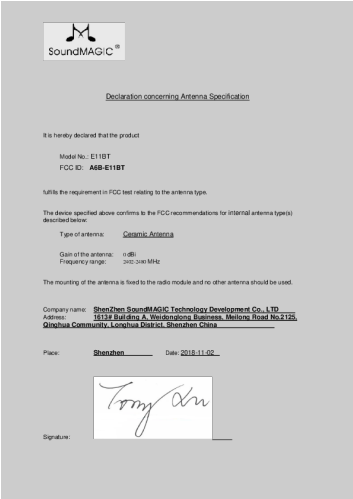 SoundMAGIC®
Declaration concerning Antenna Specification
It is hereby declared that the product
Model No.: E11BT
FCC ID: A6B-E11BT
fulfills the requirement in FCC test relating to the antenna type.
The device specified above confirms to the FCC recommendations for internal antenna type(s)
described below:
Type of antenna: Ceramic Antenna
Gain of the antenna: 0 dBi
Frequency range: 2402-2480 MHz
The mounting of the antenna is fixed to the radio module and no other antenna should be used.
Company name: ShenZhen SoundMAGIC Technology Development Co., LTD
Address: 1613# Building A, Weidonglong Business, Meilong Road No.2125,
Qinghua Community, Longhua District, Shenzhen China
Place: Shenzhen Date: 2018-11-02
Tony
Signature: